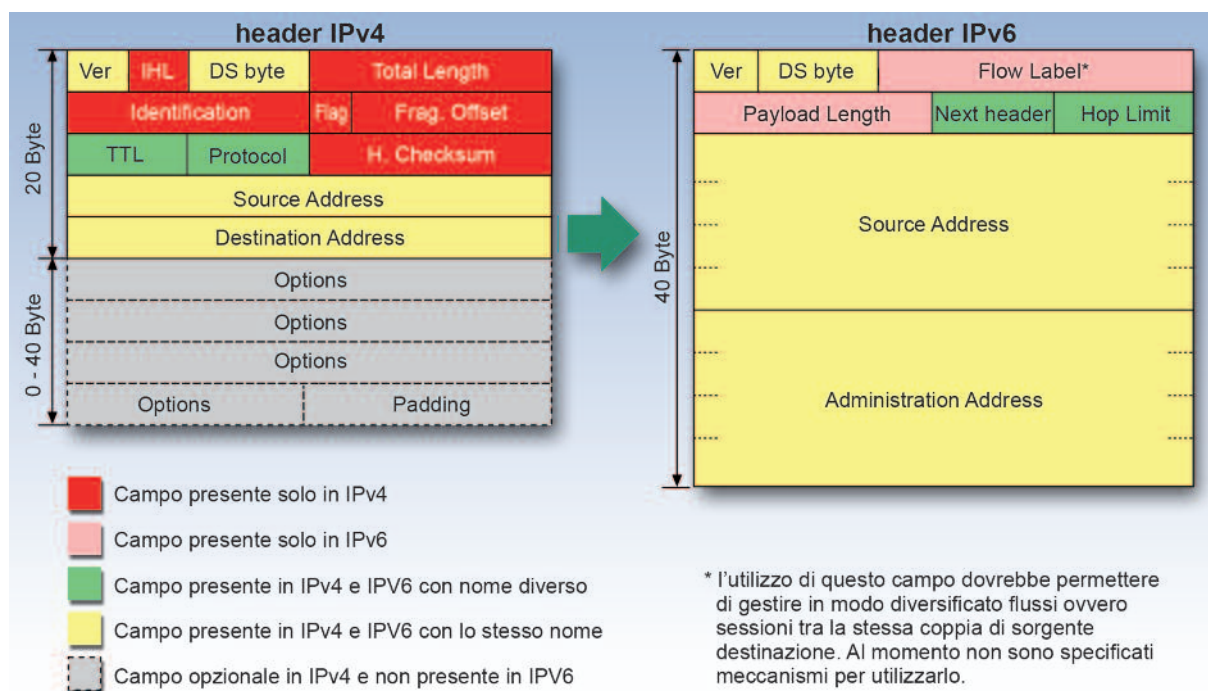 header IPv4
Ver IHL DS byte Total Length
Identification Flag Frag. Offset
TTL Protocol H. Checksum
Source Address
Destination Address
Options
Options
Options
Options Padding
20 Byte
0 - 40 Byte
header IPv6
Ver DS byte Flow Label*
Payload Length Next header Hop Limit
Source Address
Administration Address
40 Byte
Campo presente solo in IPv4
Campo presente solo in IPv6
Campo presente in IPv4 e IPV6 con nome diverso
Campo presente in IPv4 e IPV6 con lo stesso nome
Campo opzionale in IPv4 e non presente in IPV6
* l'utilizzo di questo campo dovrebbe permettere
di gestire in modo diversificato flussi ovvero
sessioni tra la stessa coppia di sorgente
destinazione. Al momento non sono specificati
meccanismi per utilizzarlo.